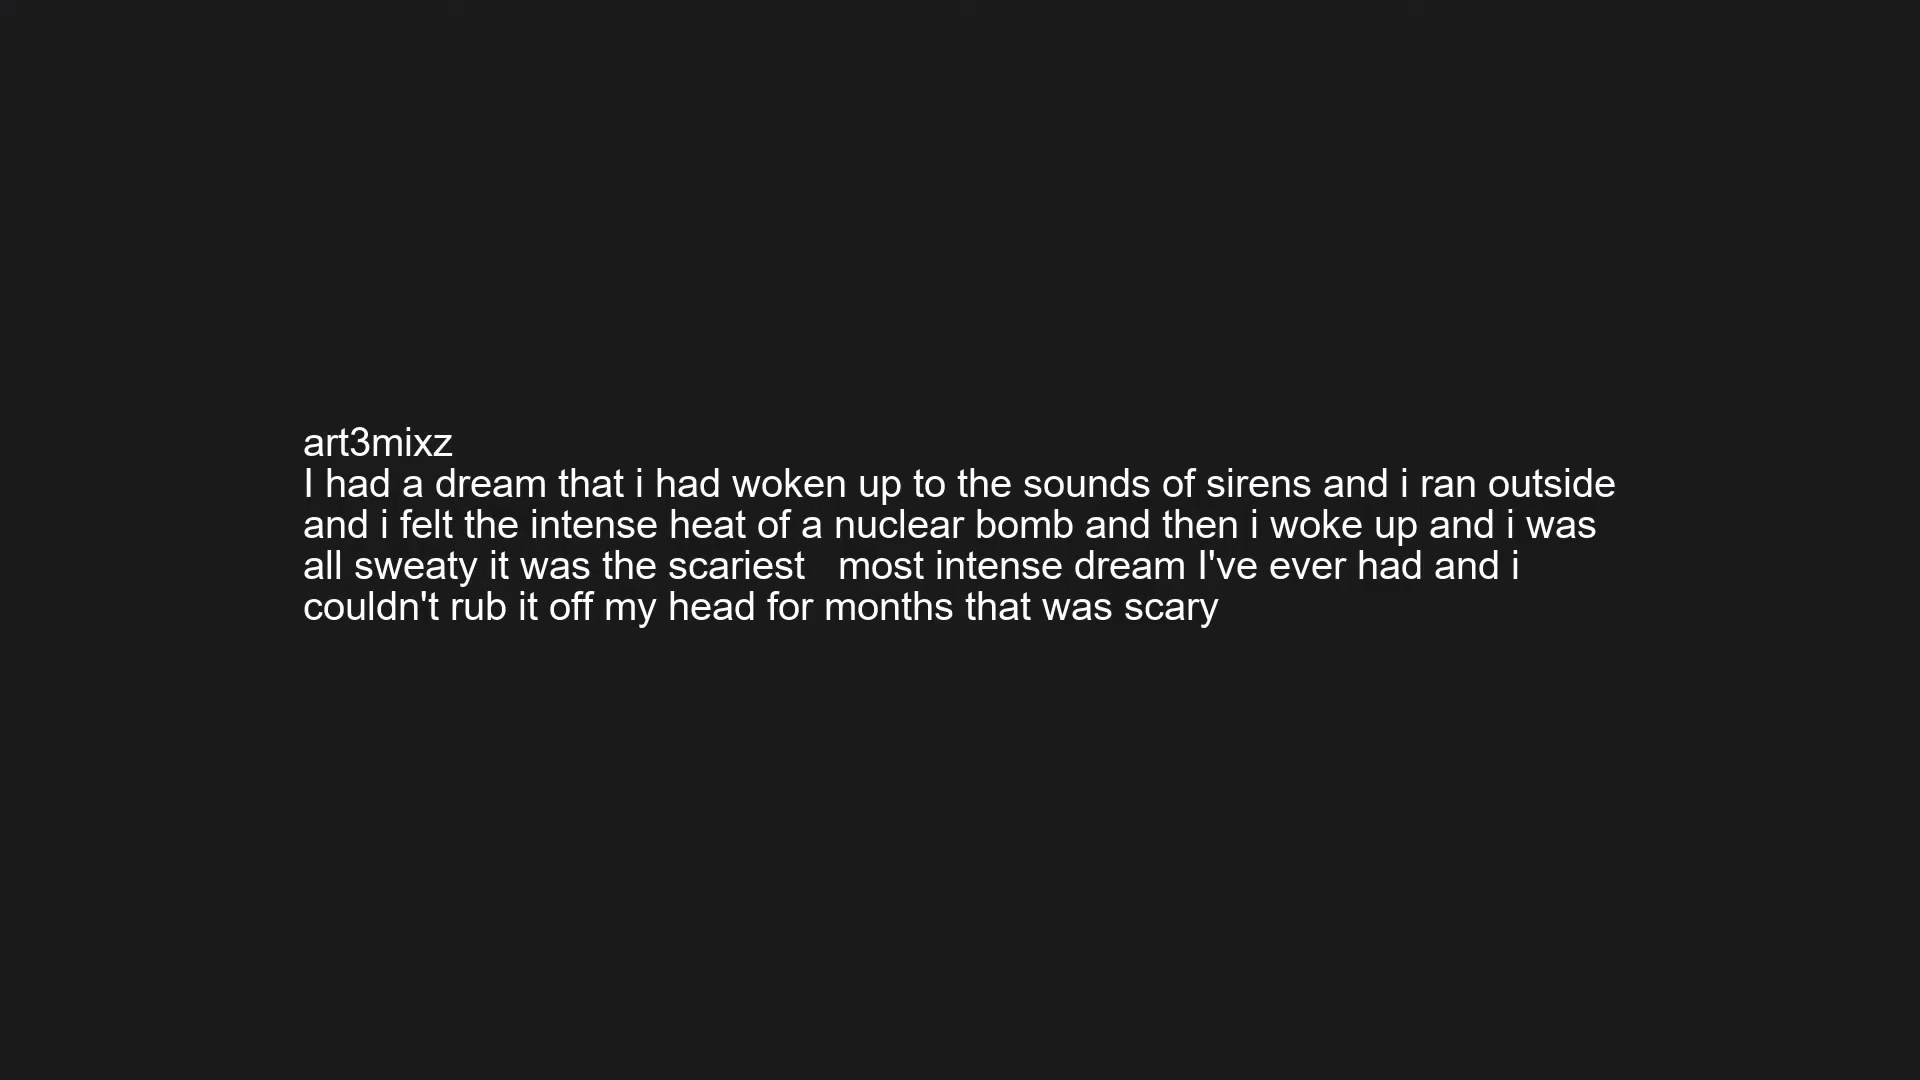 art3mixz
I had a dream that i had woken up to the sounds of sirens and i ran outside
and i felt the intense heat of a nuclear bomb and then i woke up and i was
all sweaty it was the scariest   most intense dream I've ever had and i
couldn't rub it off my head for months that was scary